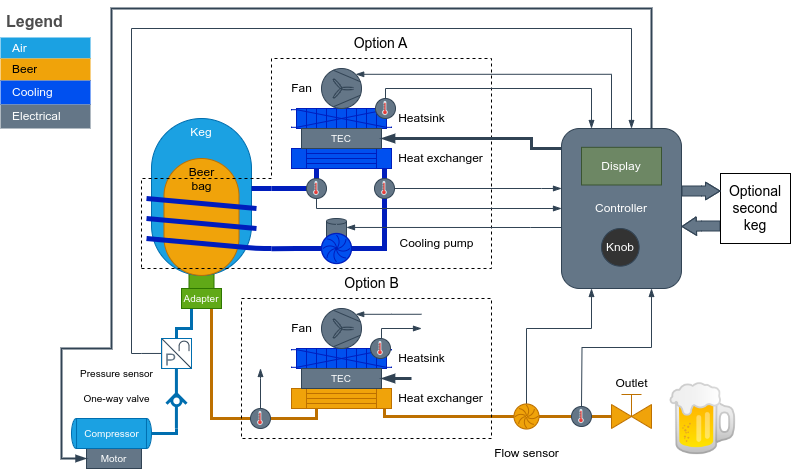 Legend
Air
Beer
Cooling
Electrical
Option A
Fan
Heatsink
TEC
Heat exchanger
Keg
Beer
bag
Cooling pump
Display
Controller
Knob
Optional
second
keg
Option B
Adapter
Fan
Heatsink
TEC
Heat exchanger
P
Pressure sensor
One-way valve
Compressor
Motor
Flow sensor
Outlet